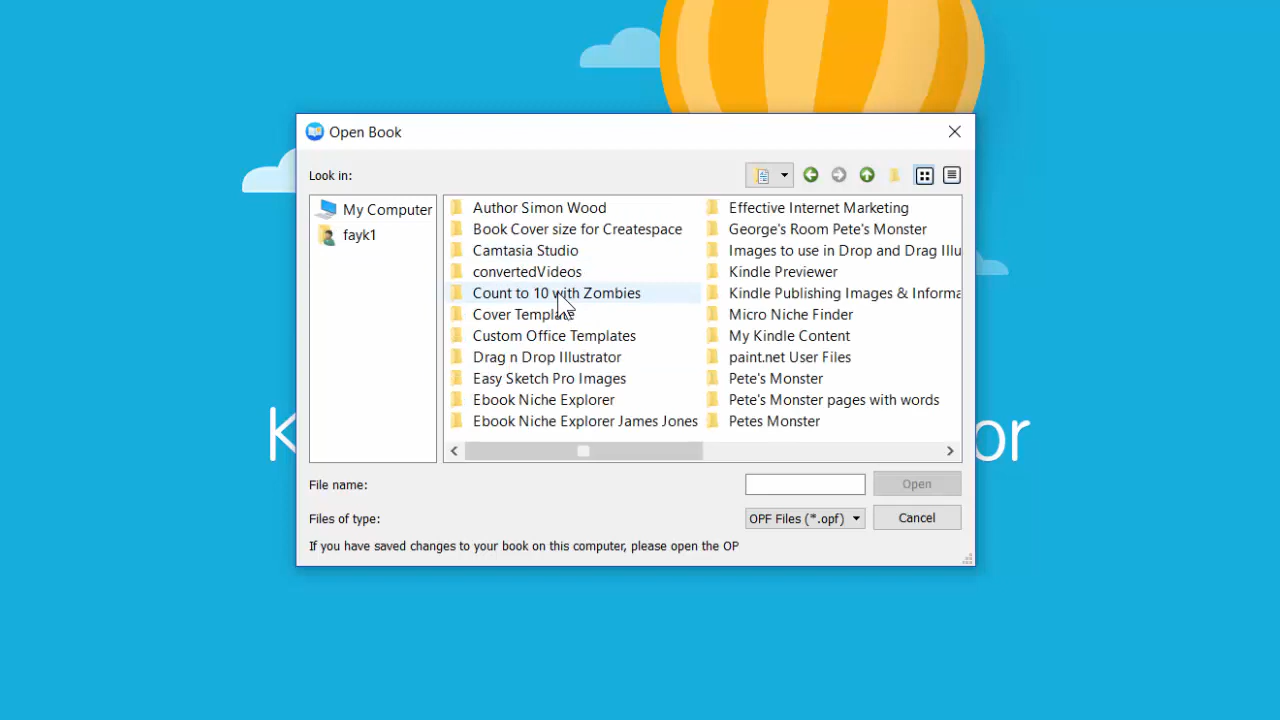 Open Book
Look in:
My Computer
fayk1
Author Simon Wood
Book Cover size for Createspace
Camtasia Studio
convertedVideos
Count to 10 with Zombies
Cover Template
Custom Office Templates
Drag n Drop Illustrator
Easy Sketch Pro Images
Ebook Niche Explorer
Ebook Niche Explorer James Jones
Effective Internet Marketing
George's Room Pete's Monster
Images to use in Drop and Drag Illu
Kindle Previewer
Kindle Publishing Images & Informa
Micro Niche Finder
My Kindle Content
paint.net User Files
Pete's Monster
Pete's Monster pages with words
Petes Monster
K
or
File name:
Open
Files of type:
OPF Files (*.opf)
Cancel
If you have saved changes to your book on this computer, please open the OP